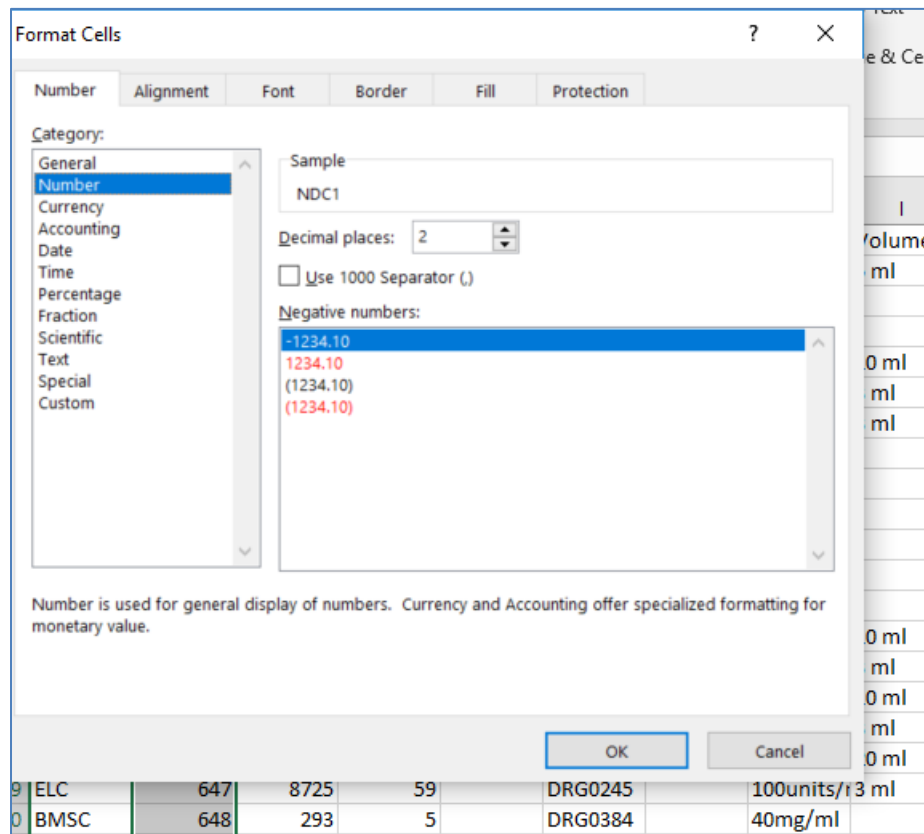 Format Cells ? X
e & Ce
Number Alignment Font Border Fill Protection
Category:
General
Number
Currency
Accounting
Date
Time
Percentage
Fraction
Scientific
Text
Special
Custom
Sample
NDC1
Decimal places: 2
Use 1000 Separator (,)
Negative numbers:
-1234.10
1234.10
(1234.10)
(1234.10)
Number is used for general display of numbers. Currency and Accounting offer specialized formatting for
monetary value.
OK Cancel
I
olume
ml
0 ml
ml
ml
0 ml
ml
0 ml
ml
0 ml
9 ELC 647 8725 59 DRG0245 100units/ 3 ml
0 BMSC 648 293 5 DRG0384 40mg/ml